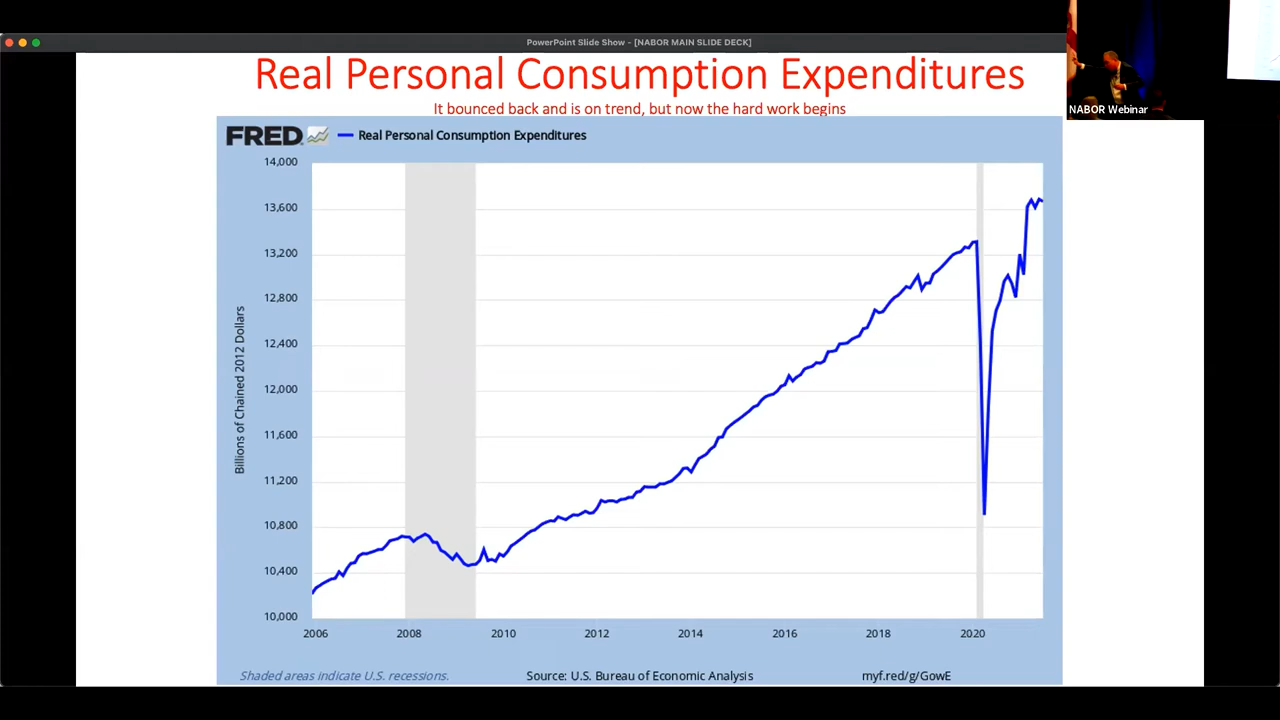 PowerPoint Slide Show - [NABOR MAIN SLIDE DECK]
Real Personal Consumption Expenditures
It bounced back and is on trend, but now the hard work begins
NABOR Webinar
FRED
Real Personal Consumption Expenditures
Billions of Chained 2012 Dollars
14,000
13,600
13,200
12,800
12,400
12,000
11,600
11,200
10,800
10,400
10,000
2006 2008 2010 2012 2014 2016 2018 2020
Shaded areas indicate U.S. recessions.
Source: U.S. Bureau of Economic Analysis
myf.red/g/GowE